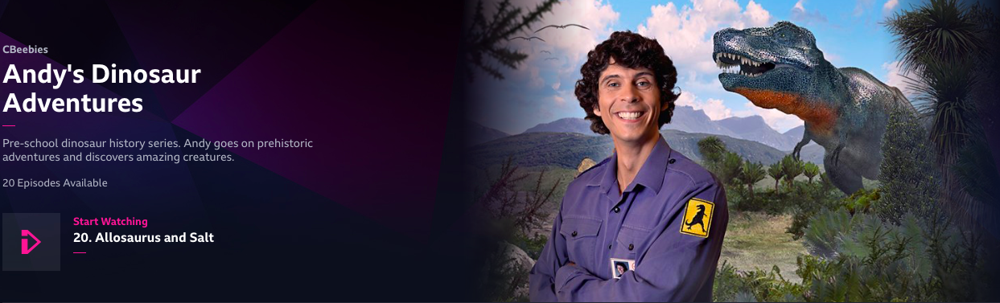 CBeebies
Andy's Dinosaur
Adventures
Pre-school dinosaur history series. Andy goes on prehistoric
adventures and discovers amazing creatures.
20 Episodes Available
Start Watching
20. Allosaurus and Salt